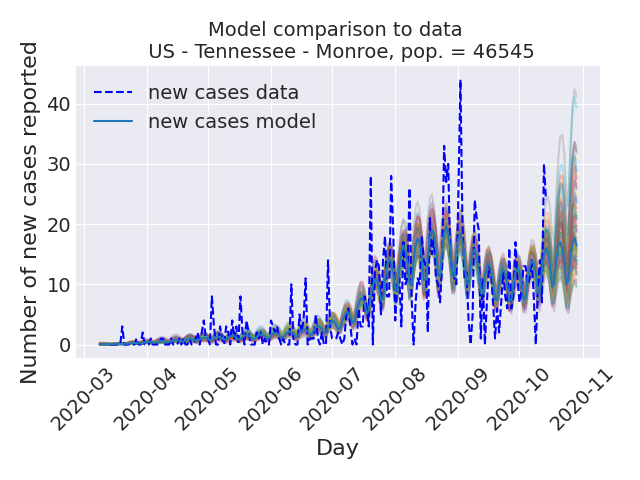 Model comparison to data
US - Tennessee - Monroe, pop. = 46545
new cases data
new cases model
Number of new cases reported
40
30
20
10
0
2020-03
2020-04
2020-05
2020-06
2020-07
2020-08
2020-09
2020-10
2020-11
Day